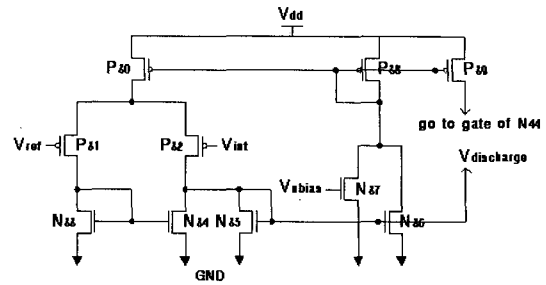 Vdd
P80
P88
P89
go to gate of N44
Vref
P81
P82
Vint
Vdischarge
Vnbias
N87
N83
N84
N85
N86
GND